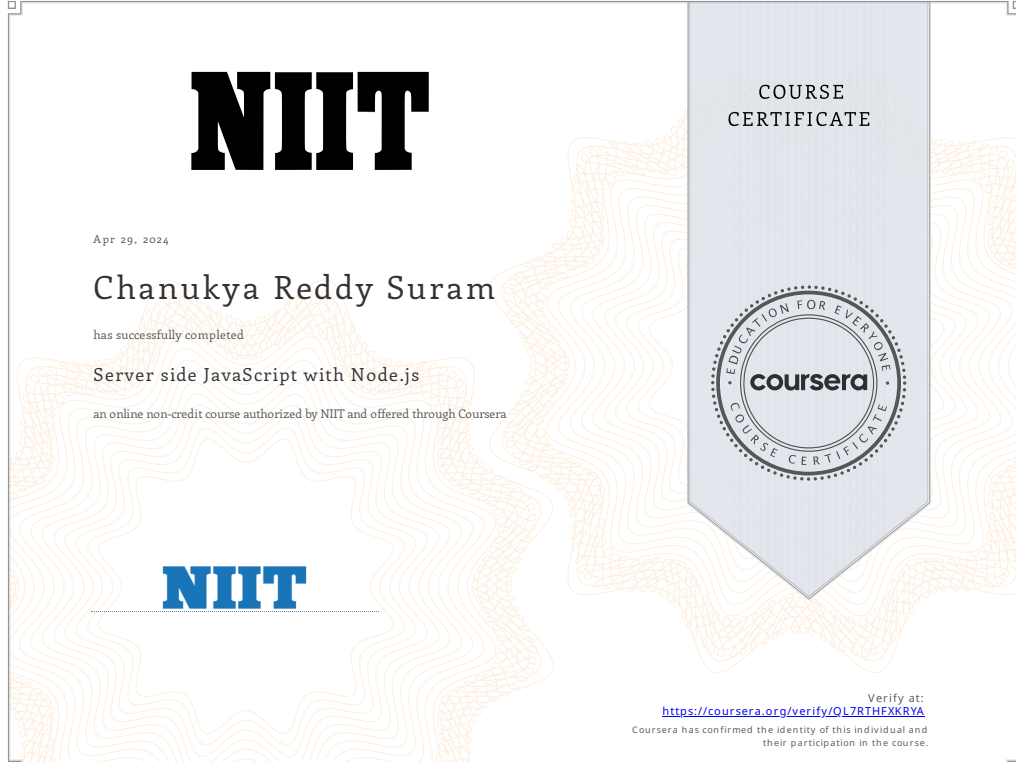 NIIT
COURSE
CERTIFICATE
Apr 29, 2024
Chanukya Reddy Suram
has successfully completed
Server side JavaScript with Node.js
an online non-credit course authorized by NIIT and offered through Coursera
EDUCATION FOR EVERYONE
coursera
COURSE CERTIFICATE
NIIT
Verify at:
https://coursera.org/verify/QL7RTHFXKRYA
Coursera has confirmed the identity of this individual and
their participation in the course.